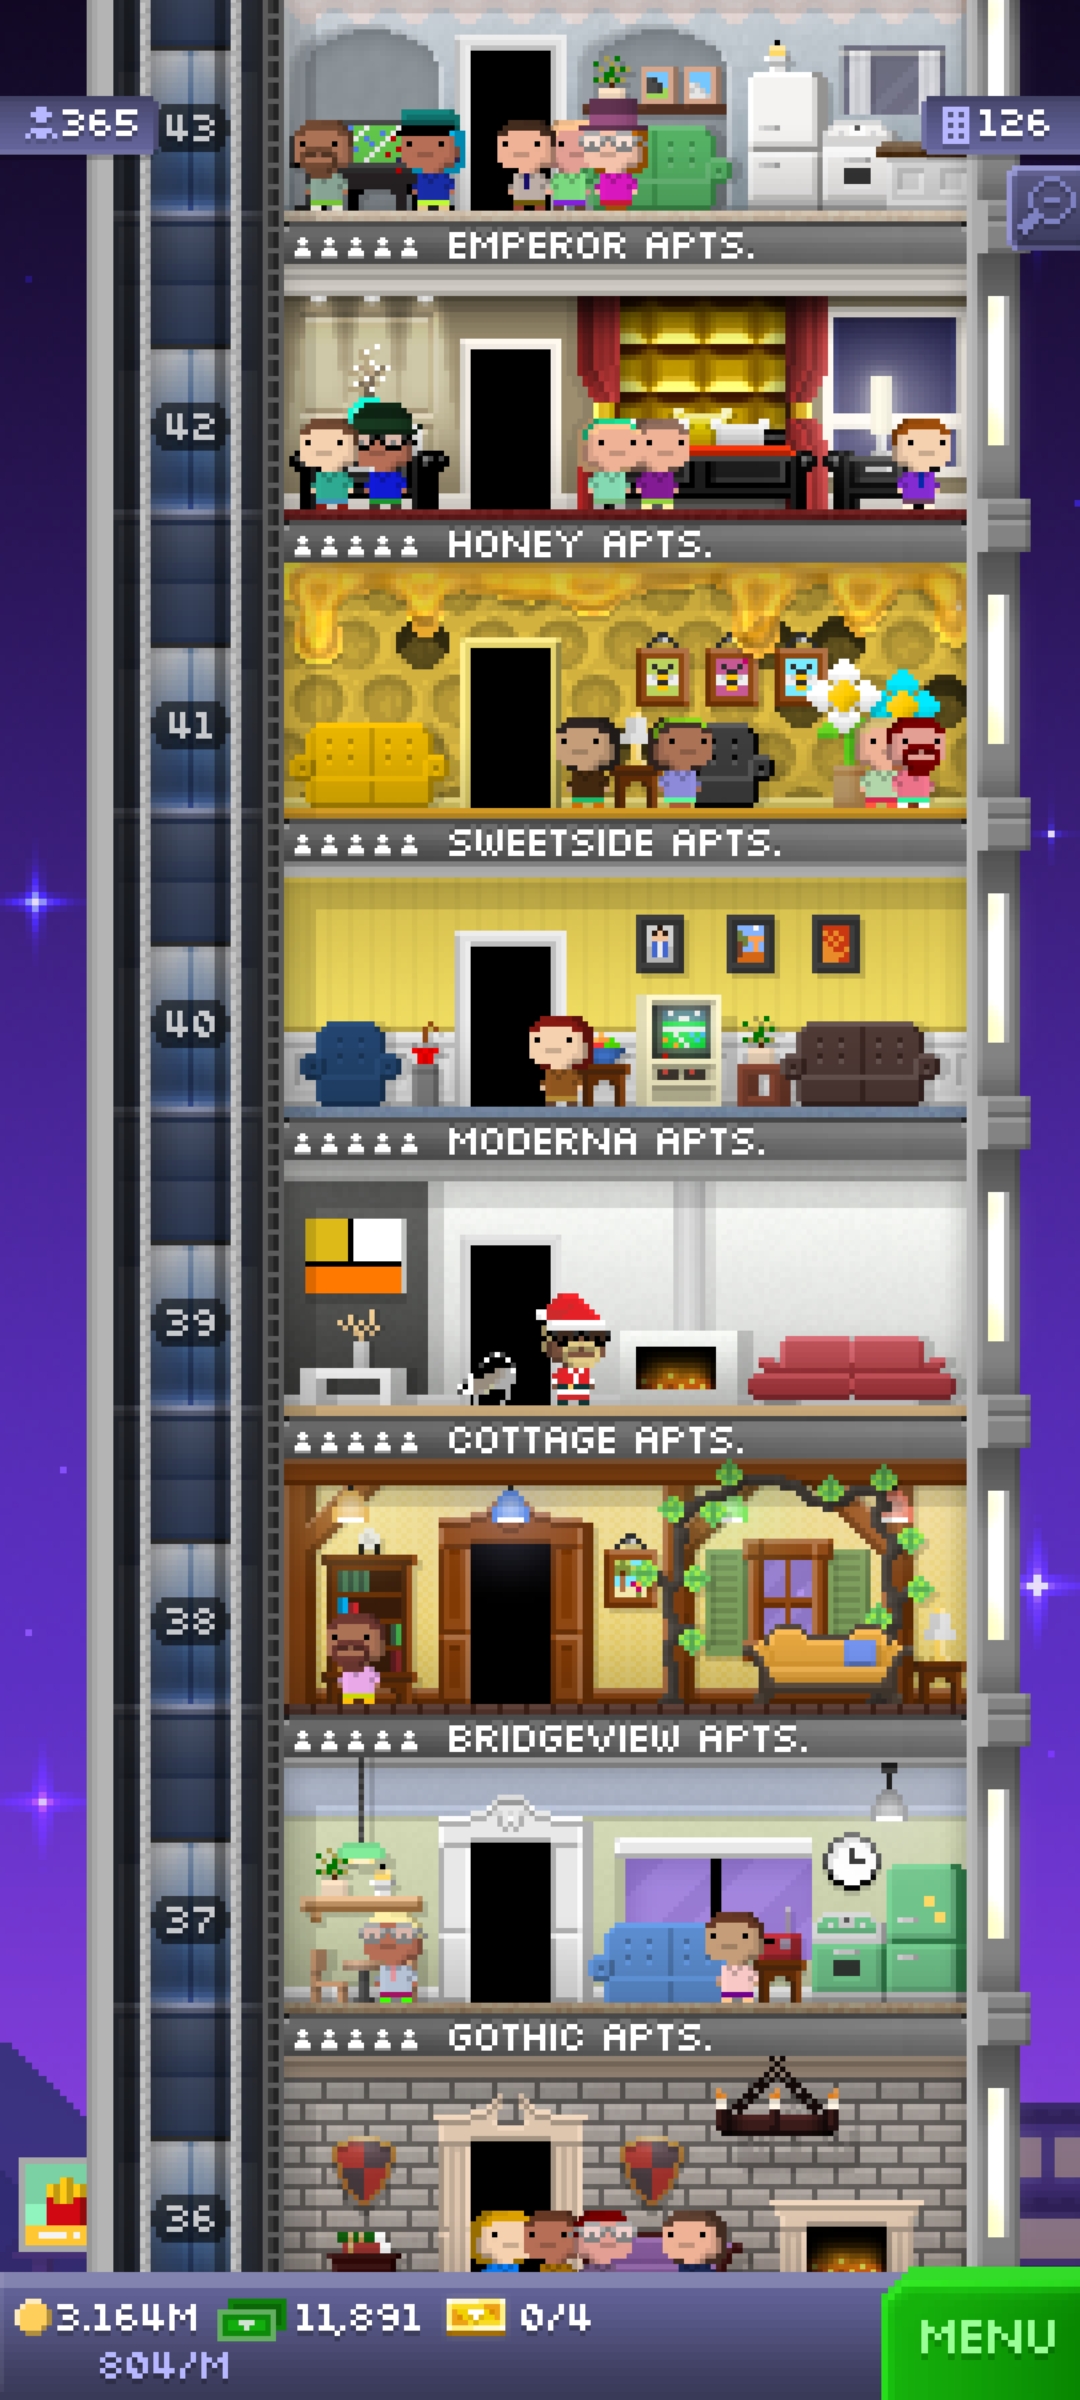 365
43
126
EMPEROR APTS.
42
HONEY APTS.
41
SWEETSIDE APTS.
40
MODERNA APTS.
39
COTTAGE APTS.
38
BRIDGEVIEW APTS.
37
GOTHIC APTS.
36
3.164M 11,891 0/4
804/M
MENU